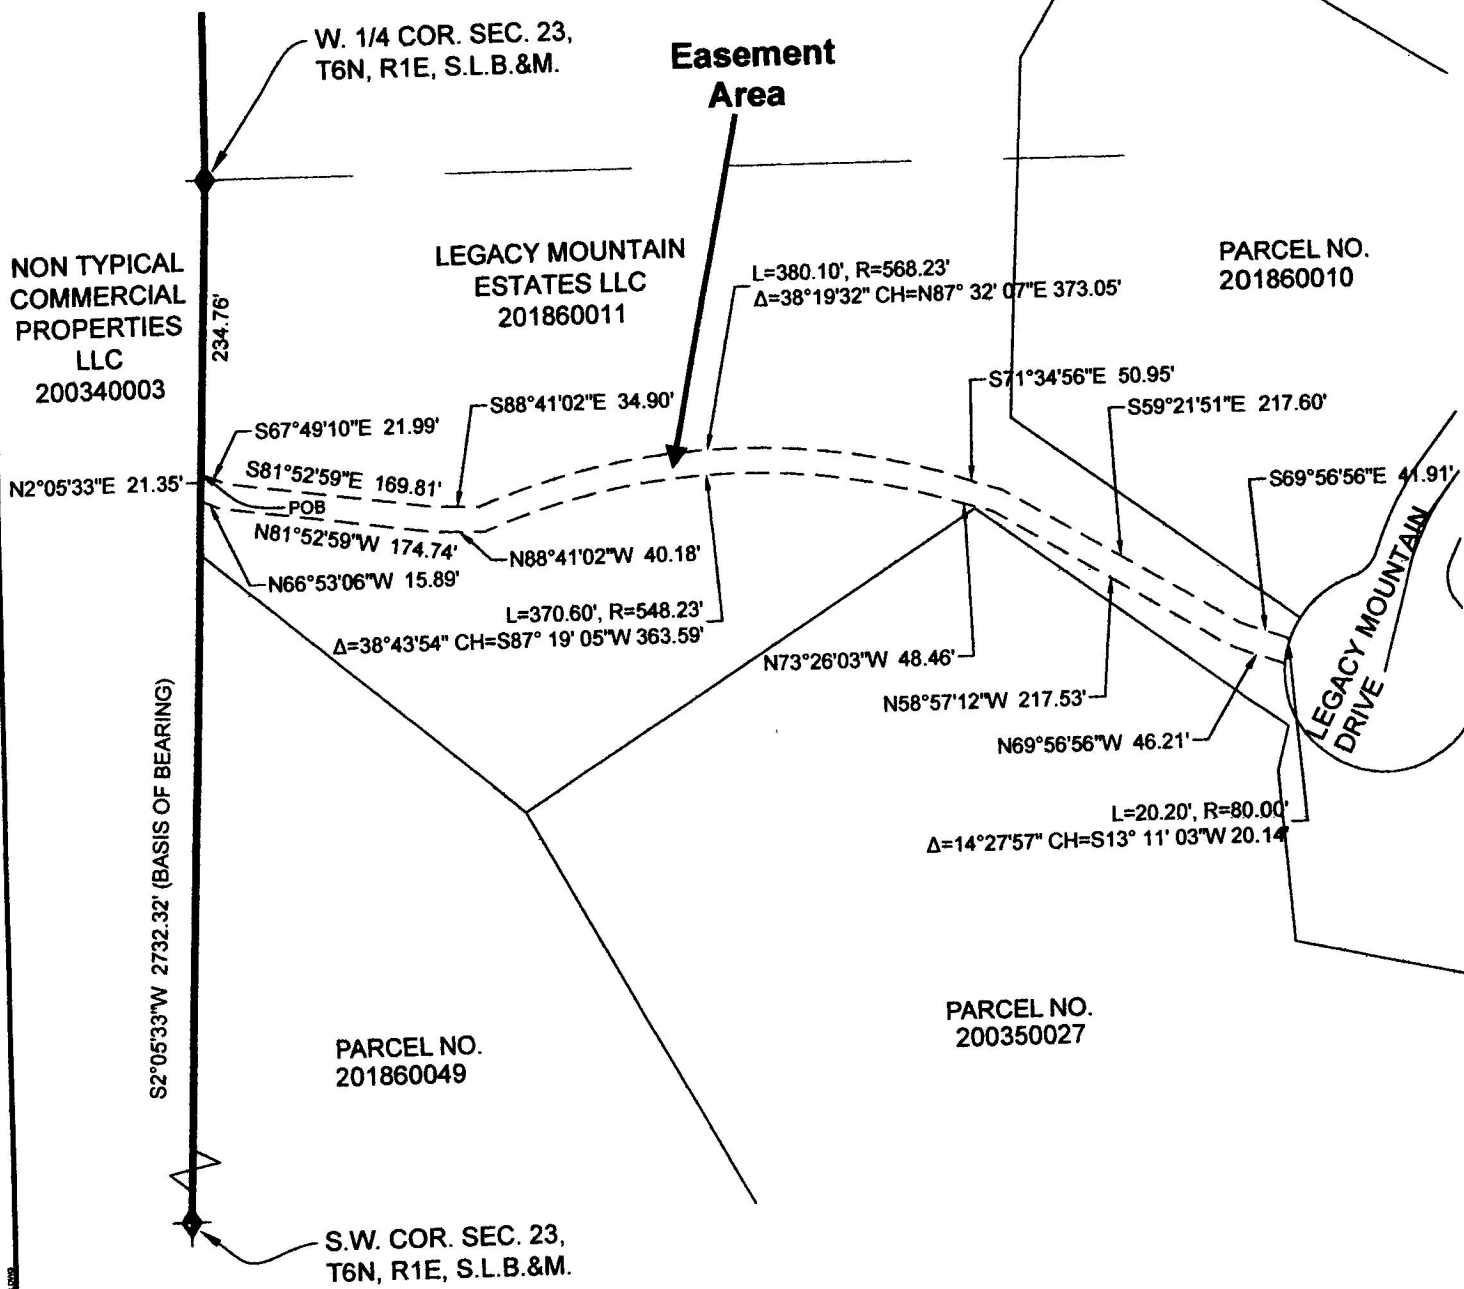 W. 1/4 COR. SEC. 23,
T6N, R1E, S.L.B.&M.
Easement
Area
NON TYPICAL
COMMERCIAL
PROPERTIES
LLC
200340003
234.76'
LEGACY MOUNTAIN
ESTATES LLC
201860011
L=380.10', R=568.23'
Δ=38°19'32" CH=N87° 32' 07"E 373.05'
PARCEL NO.
201860010
S67°49'10"E 21.99'
S88°41'02"E 34.90'
S71°34'56"E 50.95'
S59°21'51"E 217.60'
S69°56'56"E 41.91'
N2°05'33"E 21.35'
S81°52'59"E 169.81'
POB
N81°52'59"W 174.74'
N88°41'02"W 40.18'
N66°53'06"W 15.89'
L=370.60', R=548.23'
Δ=38°43'54" CH=S87° 19' 05"W 363.59'
N73°26'03"W 48.46'
N58°57'12"W 217.53'
N69°56'56"W 46.21'
LEGACY MOUNTAIN
DRIVE
L=20.20', R=80.00'
Δ=14°27'57" CH=S13° 11' 03"W 20.14'
S2°05'33"W 2732.32' (BASIS OF BEARING)
PARCEL NO.
201860049
PARCEL NO.
200350027
S.W. COR. SEC. 23,
T6N, R1E, S.L.B.&M.